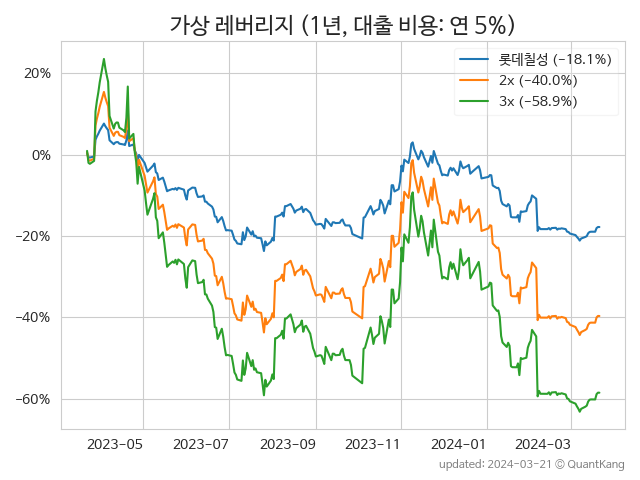 가상 레버리지 (1년, 대출 비용: 연 5%)
롯데칠성 (−18.1%)
2x (−40.0%)
3x (−58.9%)
20%
0%
−20%
−40%
−60%
2023-05
2023-07
2023-09
2023-11
2024-01
2024-03
updated: 2024-03-21 © QuantKang